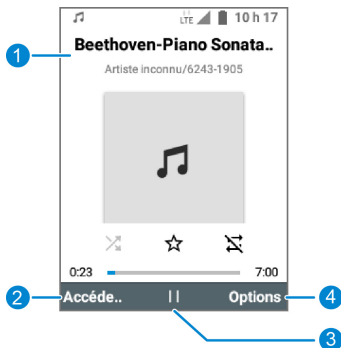 LTE 10 h 17
1 Beethoven-Piano Sonata..
Artiste inconnu/6243-1905
0:23 7:00
2 Accéde.. Options 4
3